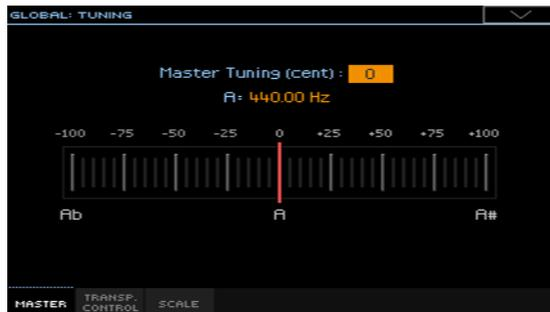 GLOBAL: TUNING
Master Tuning (cent) : 0
A: 440.00 Hz
-100 -75 -50 -25 0 +25 +50 +75 +100
Ab A A#
MASTER TRANSP. CONTROL SCALE